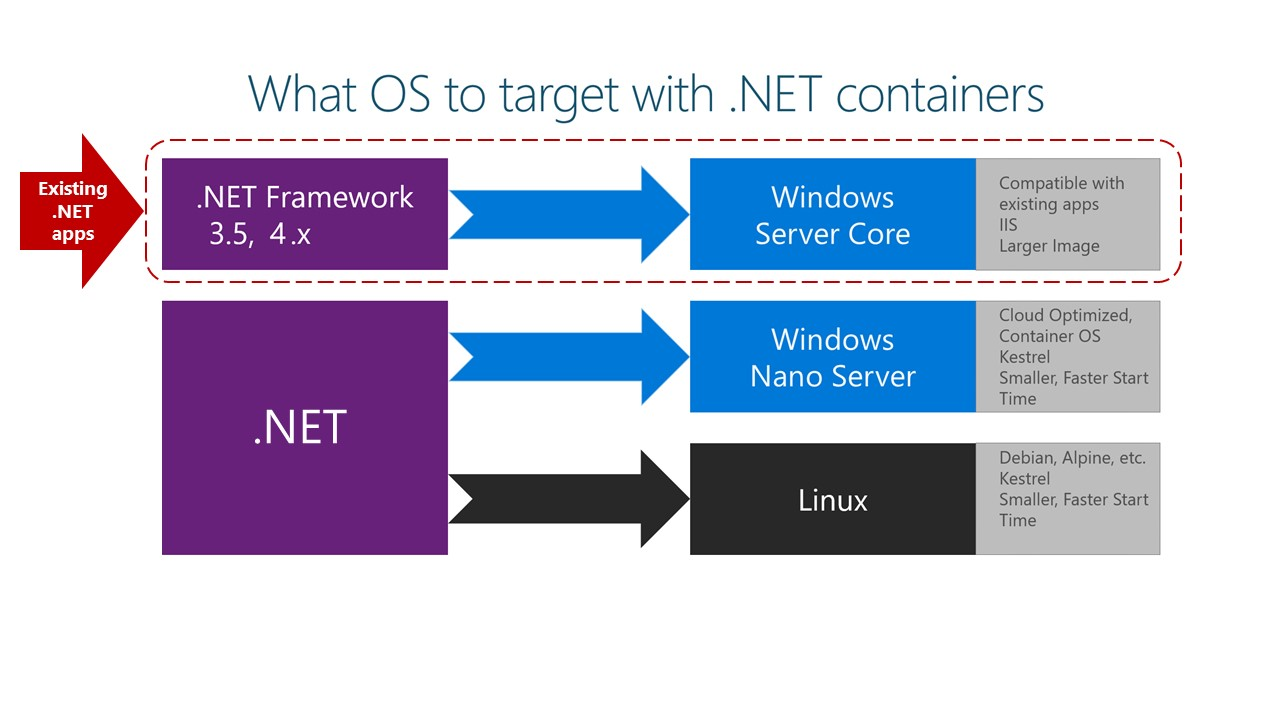 What OS to target with .NET containers
Existing
.NET
apps
.NET Framework
3.5, 4.x
Windows
Server Core
Compatible with
existing apps
IIS
Larger Image
.NET
Windows
Nano Server
Cloud Optimized,
Container OS
Kestrel
Smaller, Faster Start
Time
Linux
Debian, Alpine, etc.
Kestrel
Smaller, Faster Start
Time